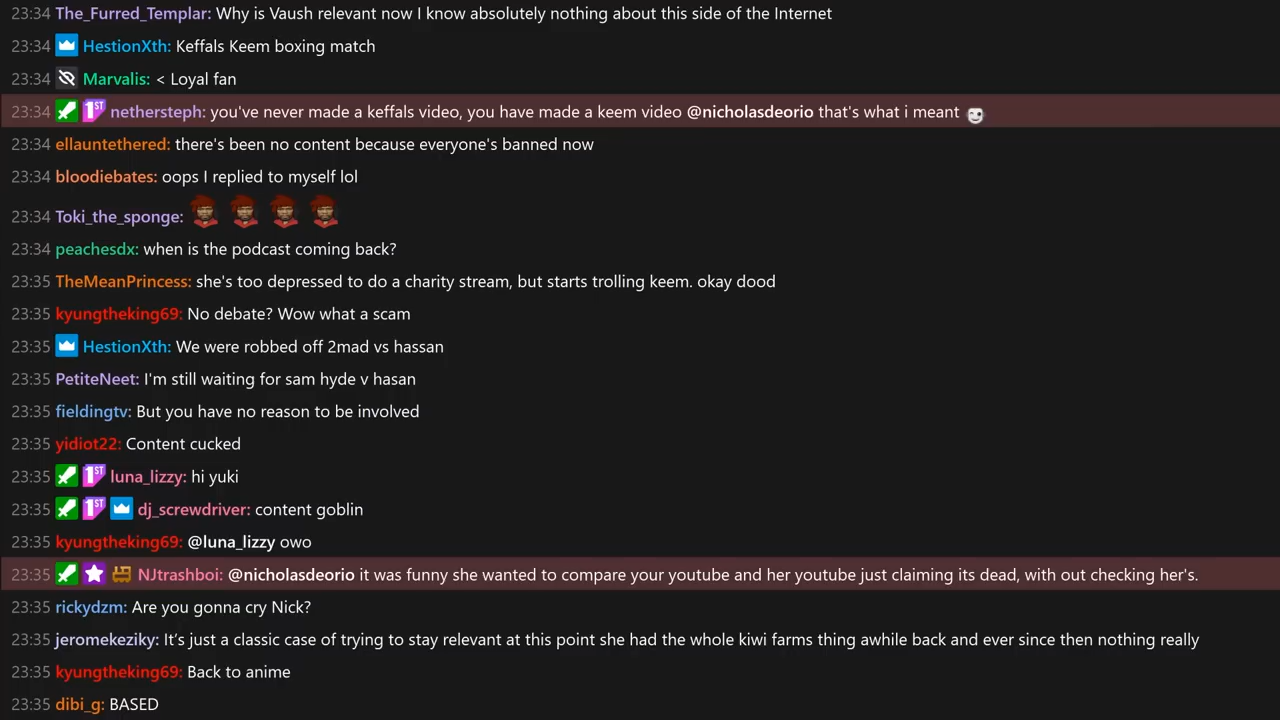 23:34 The_Furred_Templar: Why is Vaush relevant now I know absolutely nothing about this side of the Internet
23:34 HestionXth: Keffals Keem boxing match
23:34 Marvalis: < Loyal fan
23:34 1ST nethersteph: you've never made a keffals video, you have made a keem video @nicholasdeorio that's what i meant
23:34 ellauntethered: there's been no content because everyone's banned now
23:34 bloodiebates: oops I replied to myself lol
23:34 Toki_the_sponge:
23:34 peachesdx: when is the podcast coming back?
23:35 TheMeanPrincess: she's too depressed to do a charity stream, but starts trolling keem. okay dood
23:35 kyungtheking69: No debate? Wow what a scam
23:35 HestionXth: We were robbed off 2mad vs hassan
23:35 PetiteNeet: I'm still waiting for sam hyde v hasan
23:35 fieldingtv: But you have no reason to be involved
23:35 yidiot22: Content cucked
23:35 1ST luna_lizzy: hi yuki
23:35 1ST dj_screwdriver: content goblin
23:35 kyungtheking69: @luna_lizzy owo
23:35 NJtrashboi: @nicholasdeorio it was funny she wanted to compare your youtube and her youtube just claiming its dead, with out checking her's.
23:35 rickydzm: Are you gonna cry Nick?
23:35 jeromekeziky: It's just a classic case of trying to stay relevant at this point she had the whole kiwi farms thing awhile back and ever since then nothing really
23:35 kyungtheking69: Back to anime
23:35 dibi_g: BASED